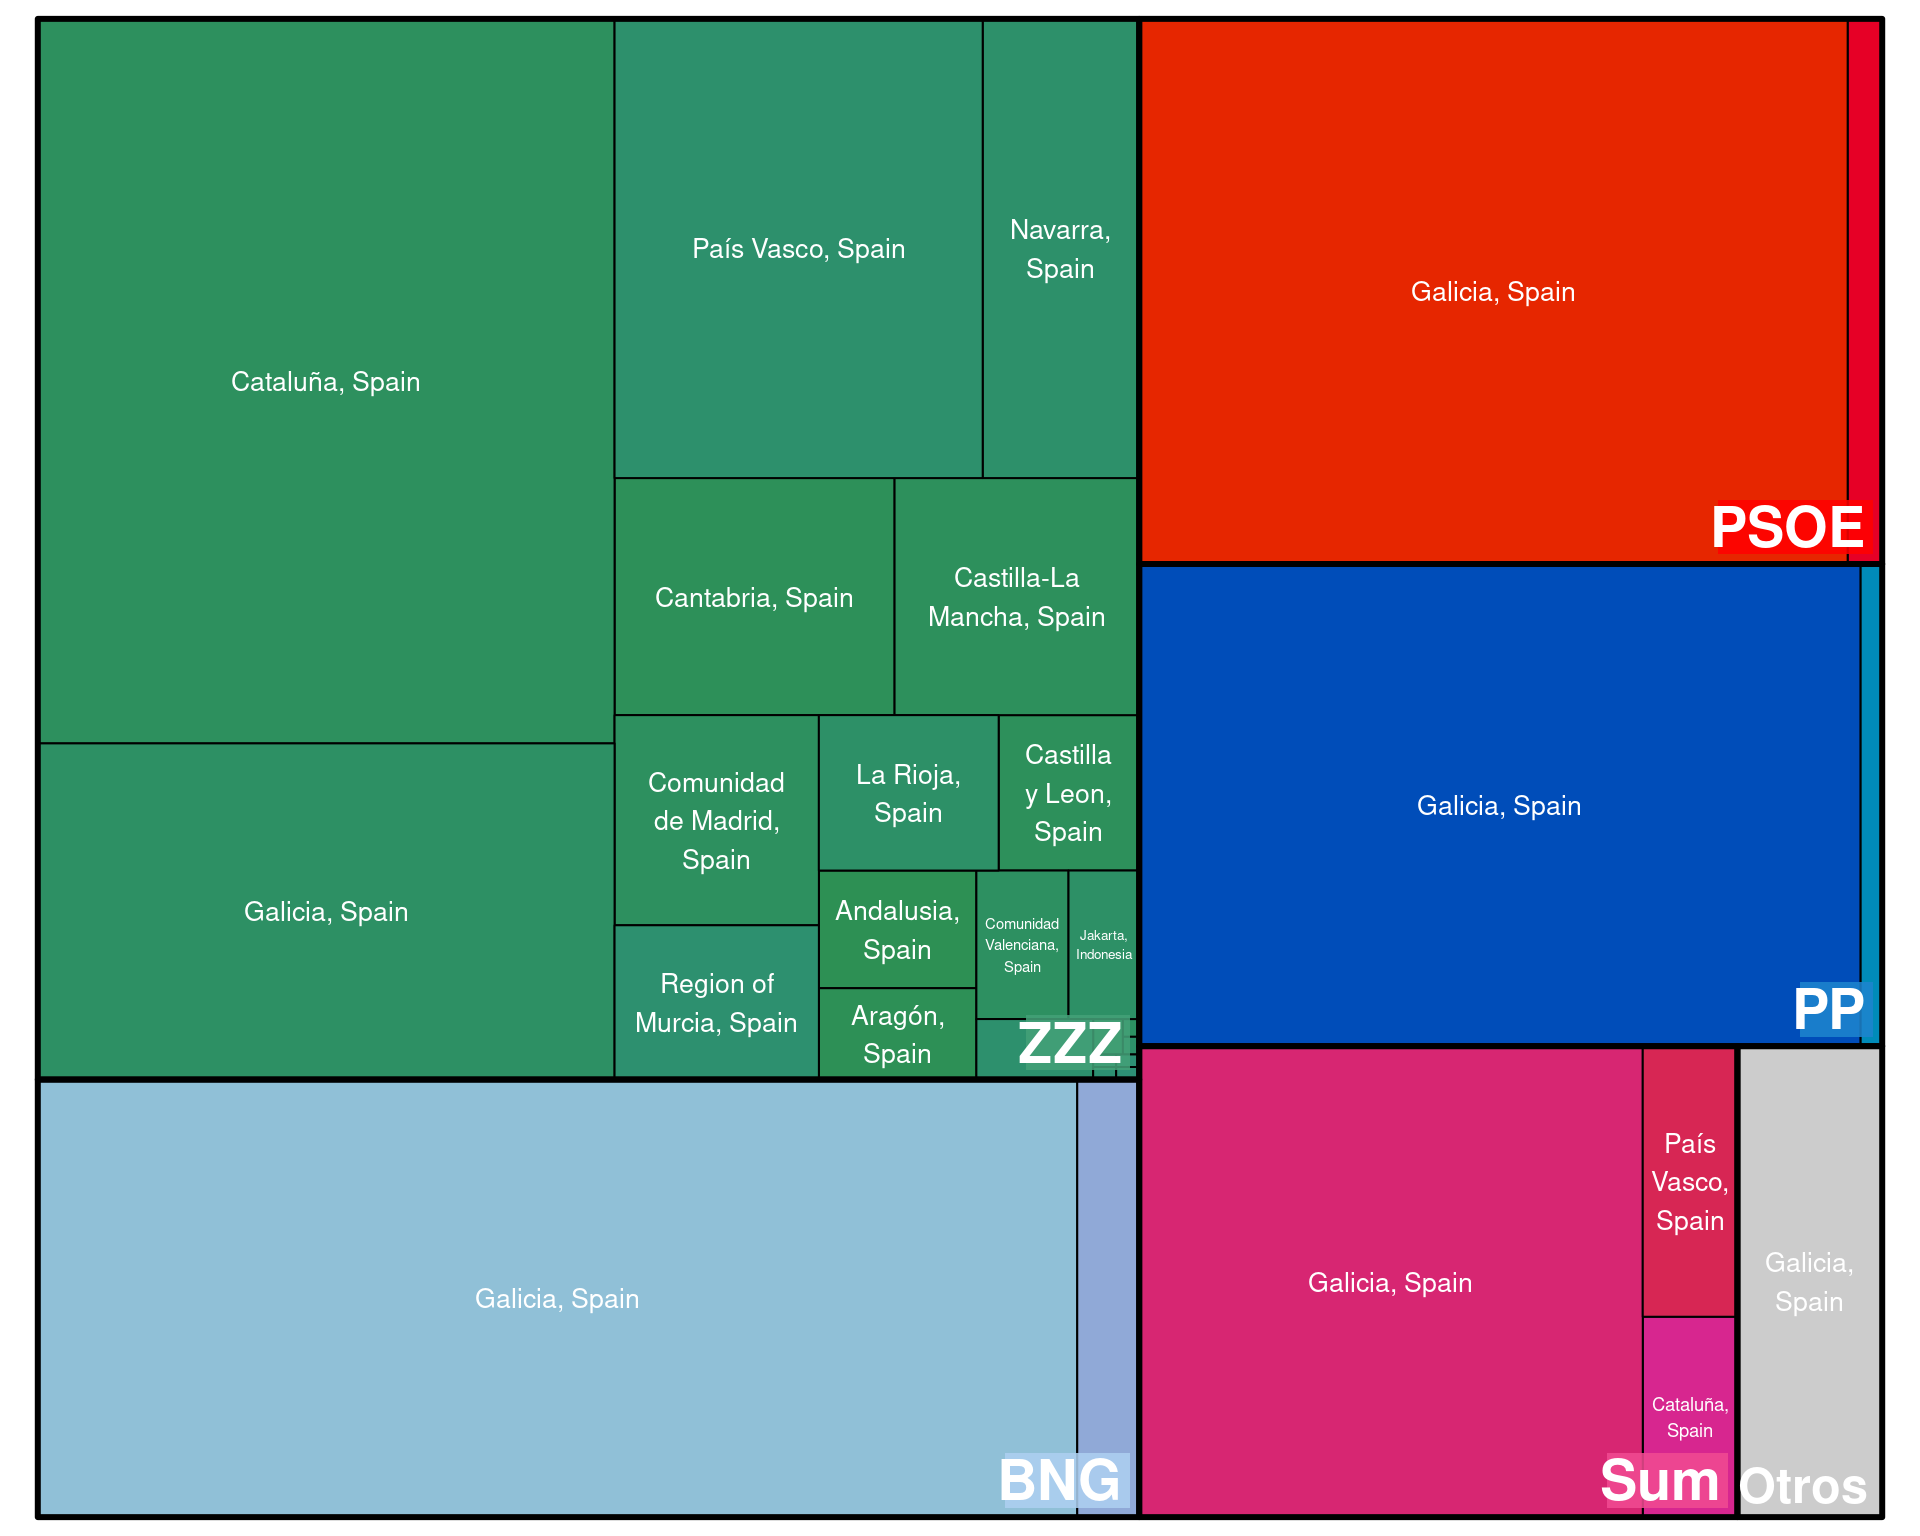 Cataluña, Spain
País Vasco, Spain
Navarra,
Spain
Cantabria, Spain
Castilla-La
Mancha, Spain
Galicia, Spain
Comunidad
de Madrid,
Spain
La Rioja,
Spain
Castilla
y Leon,
Spain
Region of
Murcia, Spain
Andalusia,
Spain
Aragón,
Spain
Comunidad
Valenciana,
Spain
Jakarta,
Indonesia
ZZZ
Galicia, Spain
BNG
Galicia, Spain
PSOE
Galicia, Spain
PP
Galicia, Spain
País
Vasco,
Spain
Cataluña,
Spain
Sum
Galicia,
Spain
Otros